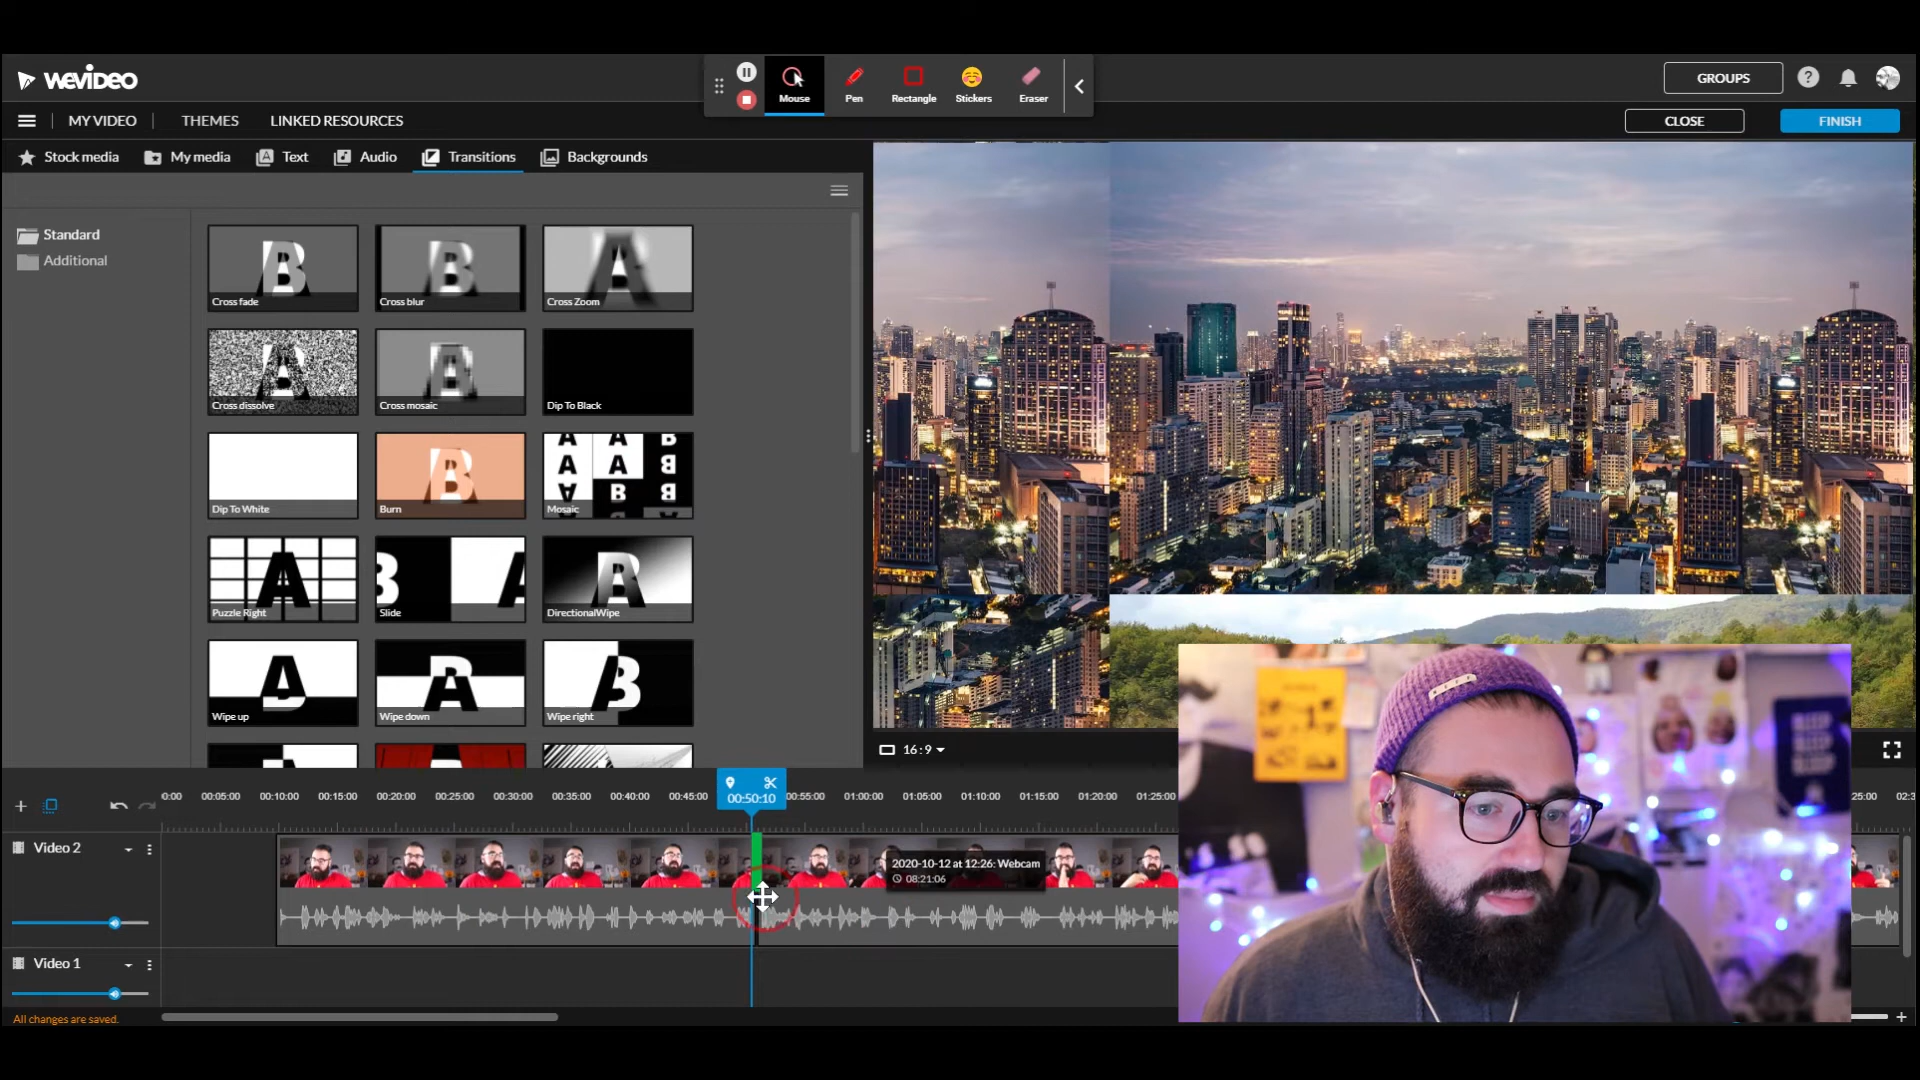 WEVIDEO
Mouse
Pen
Rectangle
Stickers
Eraser
GROUPS
?
MY VIDEO
THEMES
LINKED RESOURCES
CLOSE
FINISH
Stock media
My media
Text
Audio
Transitions
Backgrounds
Standard
Additional
Cross fade
Cross blur
Cross Zoom
Cross dissolve
Cross mosaic
Dip To Black
Dip To White
Burn
Mosaic
Puzzle Right
Slide
DirectionalWipe
Wipe up
Wipe down
Wipe right
16:9
00:50:10
0:00 00:05:00 00:10:00 00:15:00 00:20:00 00:25:00 00:30:00 00:35:00 00:40:00 00:45:00 00:55:00 01:00:00 01:05:00 01:10:00 01:15:00 01:20:00 01:25:00
Video 2
2020-10-12 at 12:26: Webcam
08:21:06
Video 1
All changes are saved.